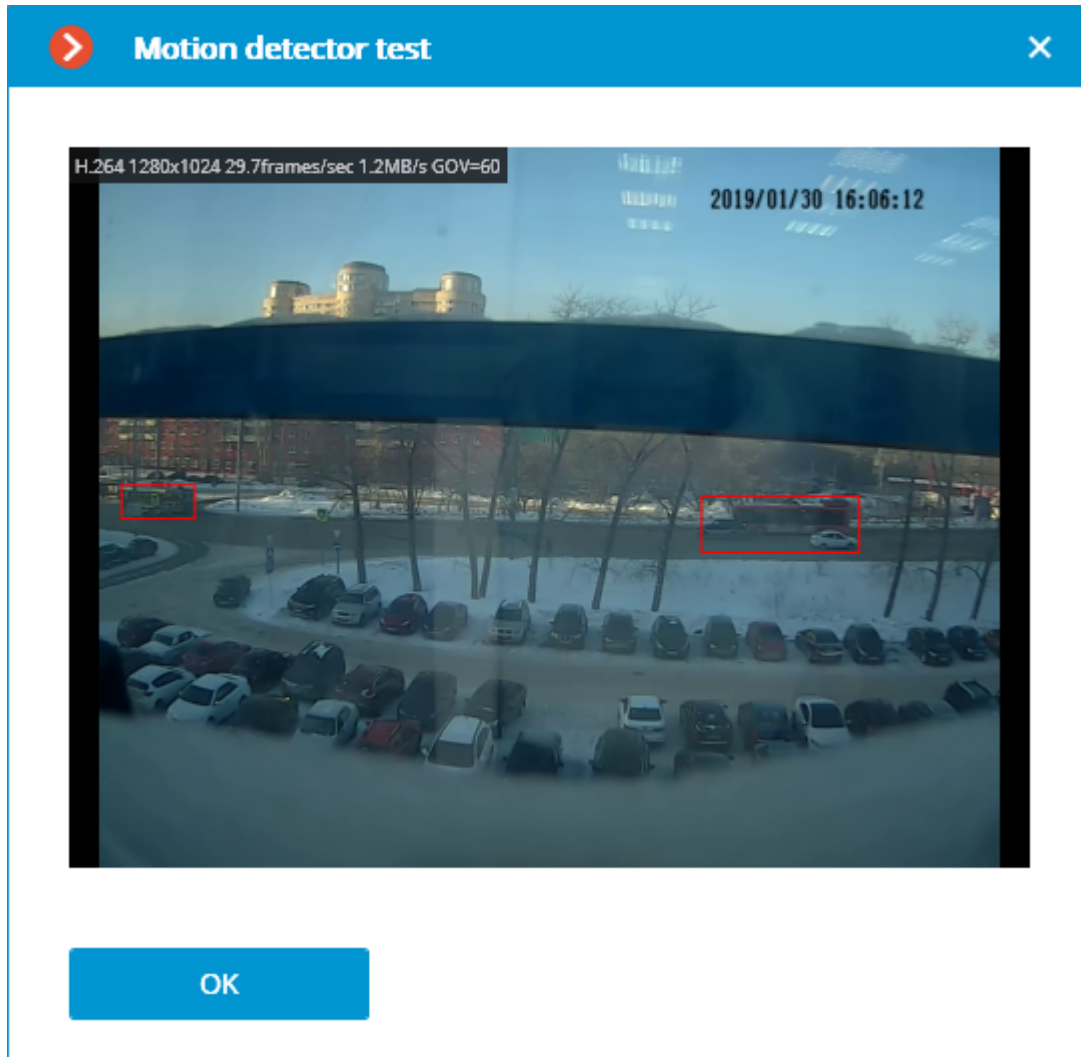 Motion detector test
H.264 1280x1024 29.7frames/sec 1.2MB/s GOV=60
2019/01/30 16:06:12
OK